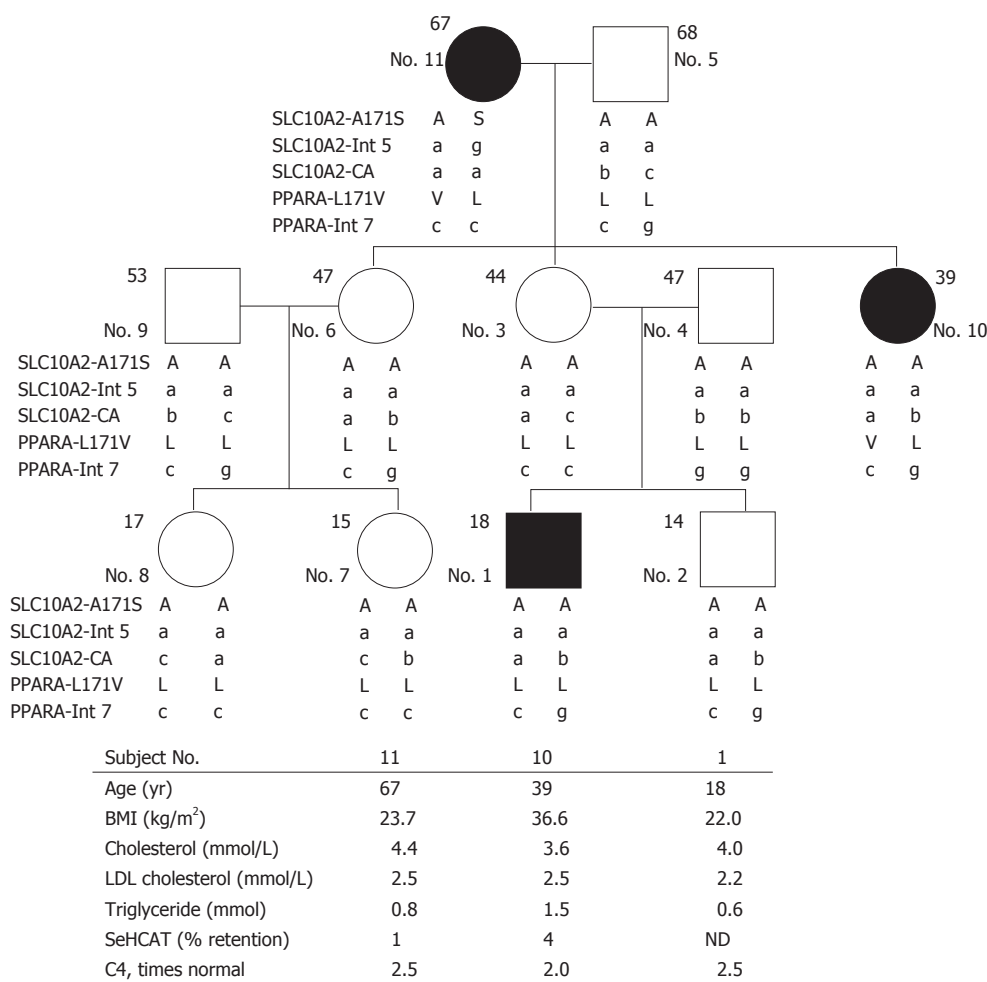 67
68
No. 11
No. 5
SLC10A2-A171S A S A A
SLC10A2-Int 5 a g a a
SLC10A2-CA a a b c
PPARA-L171V V L L L
PPARA-Int 7 c c c g
53 47 44 47 39
No. 9 No. 6 No. 3 No. 4 No. 10
SLC10A2-A171S A A A A A A A A A A
SLC10A2-Int 5 a a a a a a a a a a
SLC10A2-CA b c a b a c b b a b
PPARA-L171V L L L L L L L L V L
PPARA-Int 7 c g c g c c g g c g
17 15 18 14
No. 8 No. 7 No. 1 No. 2
SLC10A2-A171S A A A A A A A A
SLC10A2-Int 5 a a a a a a a a
SLC10A2-CA c a c b a b a b
PPARA-L171V L L L L L L L L
PPARA-Int 7 c c c c c g c g
Subject No. 11 10 1
Age (yr) 67 39 18
BMI (kg/m²) 23.7 36.6 22.0
Cholesterol (mmol/L) 4.4 3.6 4.0
LDL cholesterol (mmol/L) 2.5 2.5 2.2
Triglyceride (mmol) 0.8 1.5 0.6
SeHCAT (% retention) 1 4 ND
C4, times normal 2.5 2.0 2.5